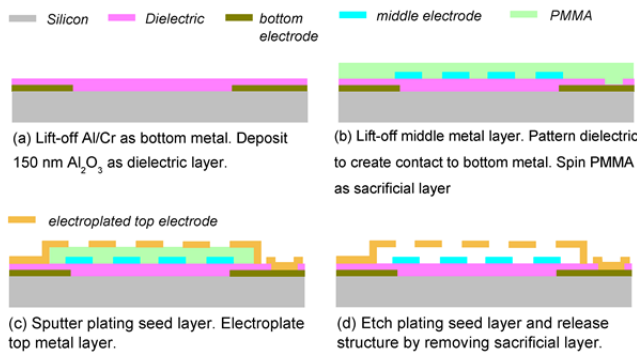 Silicon
Dielectric
bottom
electrode
middle electrode
PMMA
(a) Lift-off Al/Cr as bottom metal. Deposit
150 nm Al₂O₃ as dielectric layer.
(b) Lift-off middle metal layer. Pattern dielectric
to create contact to bottom metal. Spin PMMA
as sacrificial layer
electroplated top electrode
(c) Sputter plating seed layer. Electroplate
top metal layer.
(d) Etch plating seed layer and release
structure by removing sacrificial layer.